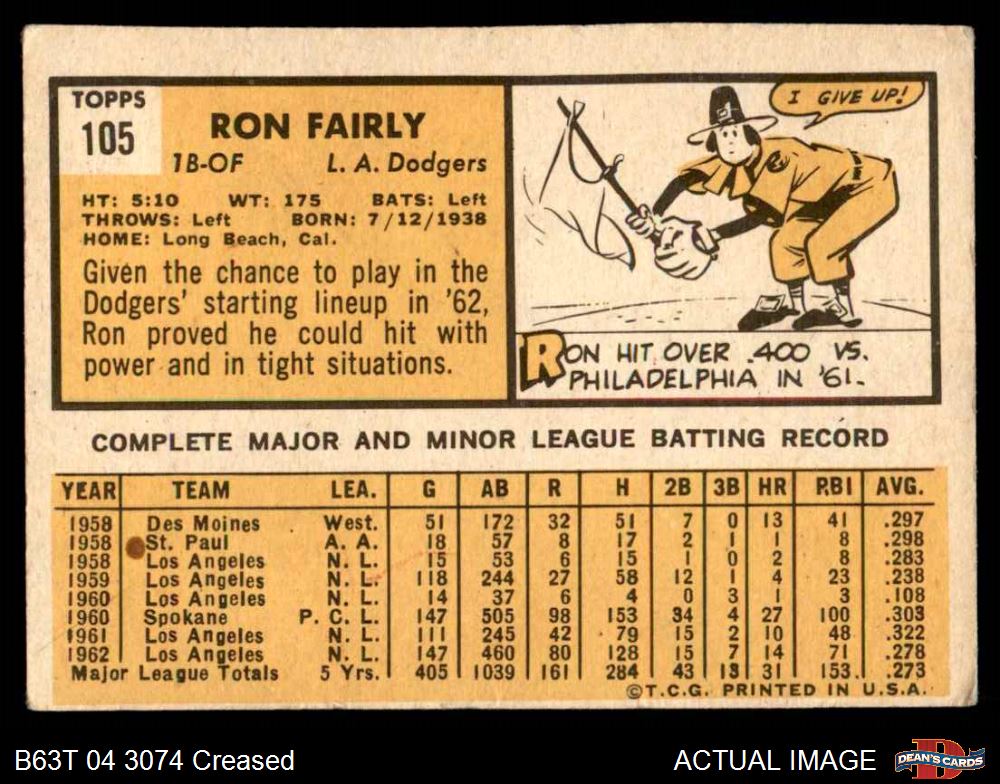 TOPPS
105
RON FAIRLY
1B-OF L. A. Dodgers
HT: 5:10 WT: 175 BATS: Left
THROWS: Left BORN: 7/12/1938
HOME: Long Beach, Cal.
Given the chance to play in the
Dodgers' starting lineup in '62,
Ron proved he could hit with
power and in tight situations.
I GIVE UP!
RON HIT OVER .400 VS.
PHILADELPHIA IN '61.
COMPLETE MAJOR AND MINOR LEAGUE BATTING RECORD
YEAR TEAM LEA. G AB R H 2B 3B HR RBI AVG.
1958 Des Moines West. 51 172 32 51 7 0 13 41 .297
1958 St. Paul A. A. 18 57 8 17 2 1 1 8 .298
1958 Los Angeles N. L. 15 53 6 15 1 0 2 8 .283
1959 Los Angeles N. L. 118 244 27 58 12 1 4 23 .238
1960 Los Angeles N. L. 14 37 6 4 0 3 1 3 .108
1960 Spokane P. C. L. 147 505 98 153 34 4 27 100 .303
1961 Los Angeles N. L. 111 245 42 79 15 2 10 48 .322
1962 Los Angeles N. L. 147 460 80 128 15 7 14 71 .278
Major League Totals 5 Yrs. 405 1039 161 284 43 13 31 153 .273
©T.C.G. PRINTED IN U.S.A.
B63T 04 3074 Creased ACTUAL IMAGE
DEAN'S CARDS